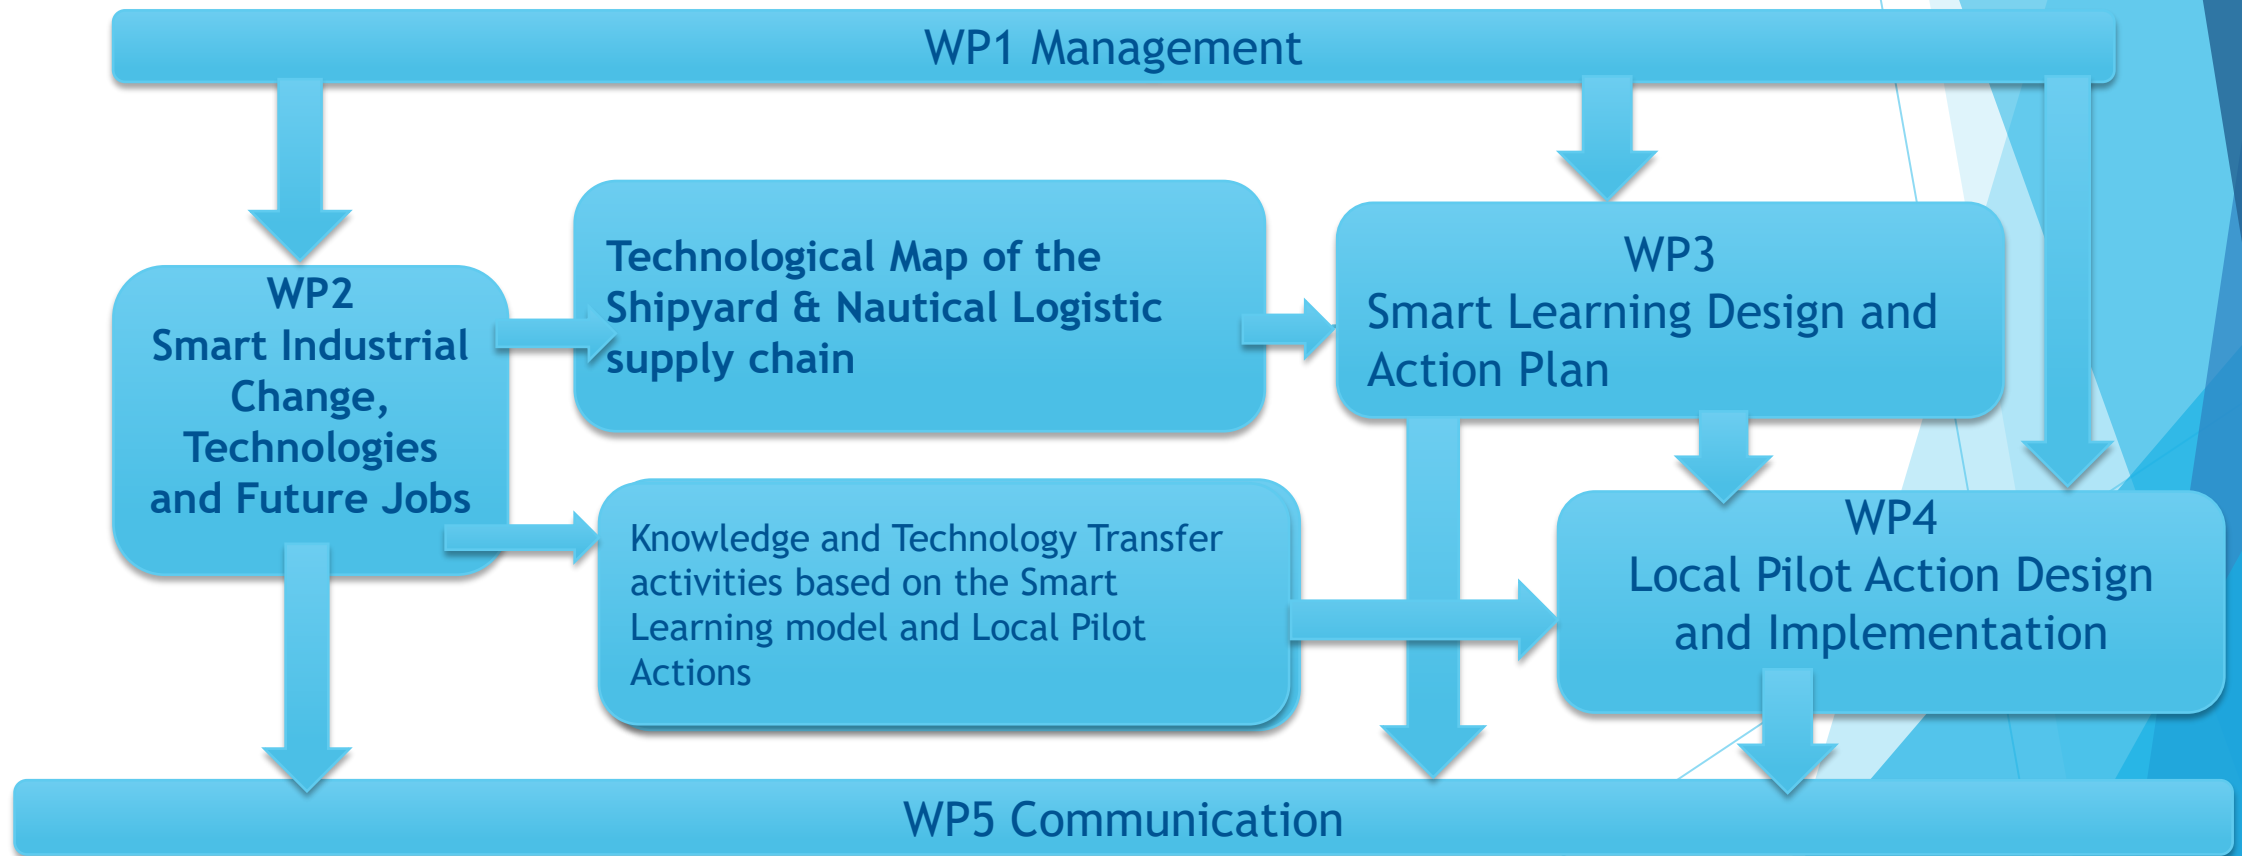 WP1 Management
WP2
Smart Industrial
Change,
Technologies
and Future Jobs
Technological Map of the
Shipyard & Nautical Logistic
supply chain
WP3
Smart Learning Design and
Action Plan
Knowledge and Technology Transfer
activities based on the Smart
Learning model and Local Pilot
Actions
WP4
Local Pilot Action Design
and Implementation
WP5 Communication